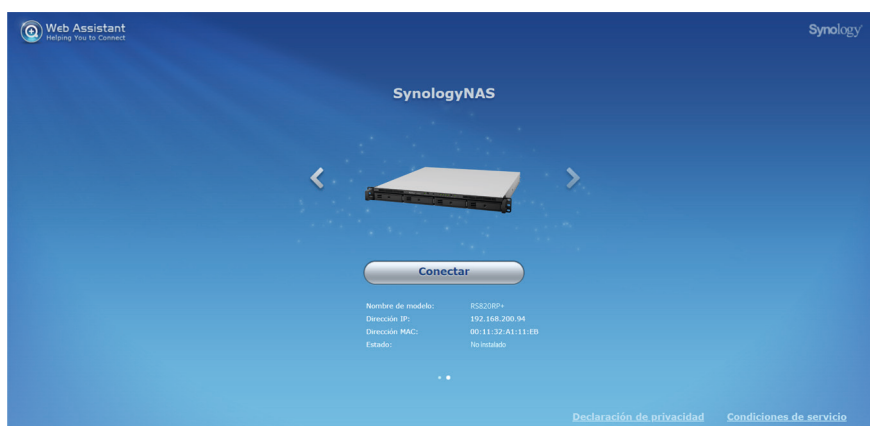 Web Assistant
Helping You to Connect
Synology
SynologyNAS
Conectar
Nombre de modelo: RS820RP+
Dirección IP: 192.168.200.94
Dirección MAC: 00:11:32:A1:11:EB
Estado: No instalado
Declaración de privacidad Condiciones de servicio